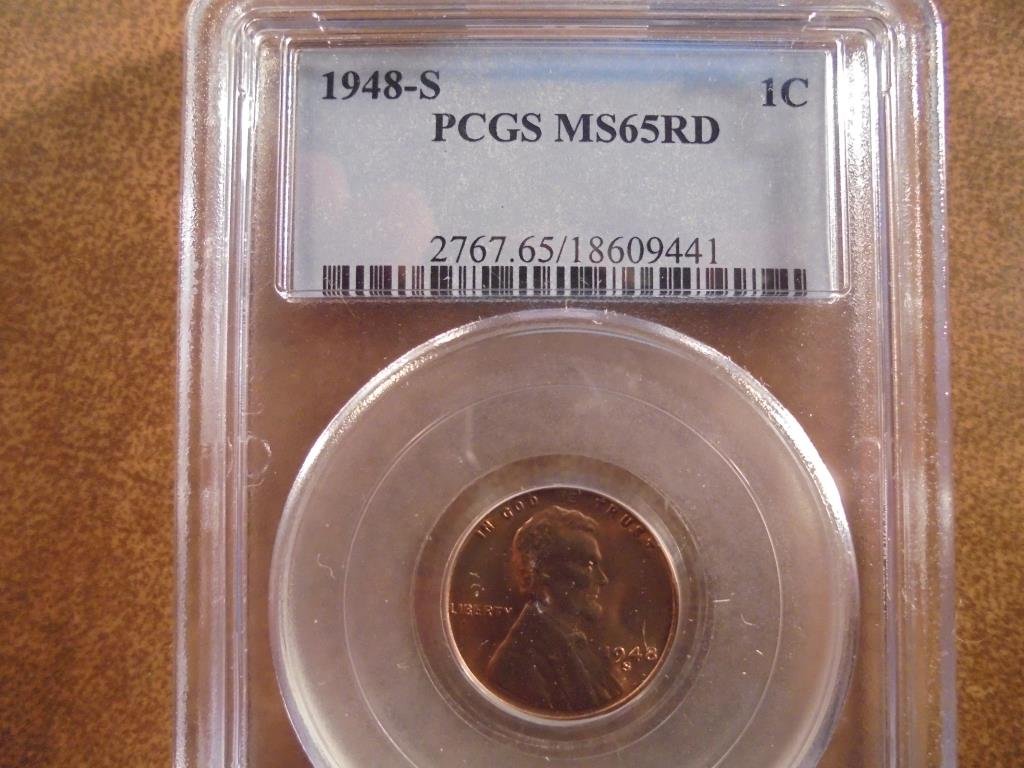 1948-S 1C
PCGS MS65RD
2767.65/18609441
IN GOD WE TRUST
LIBERTY
1948
S